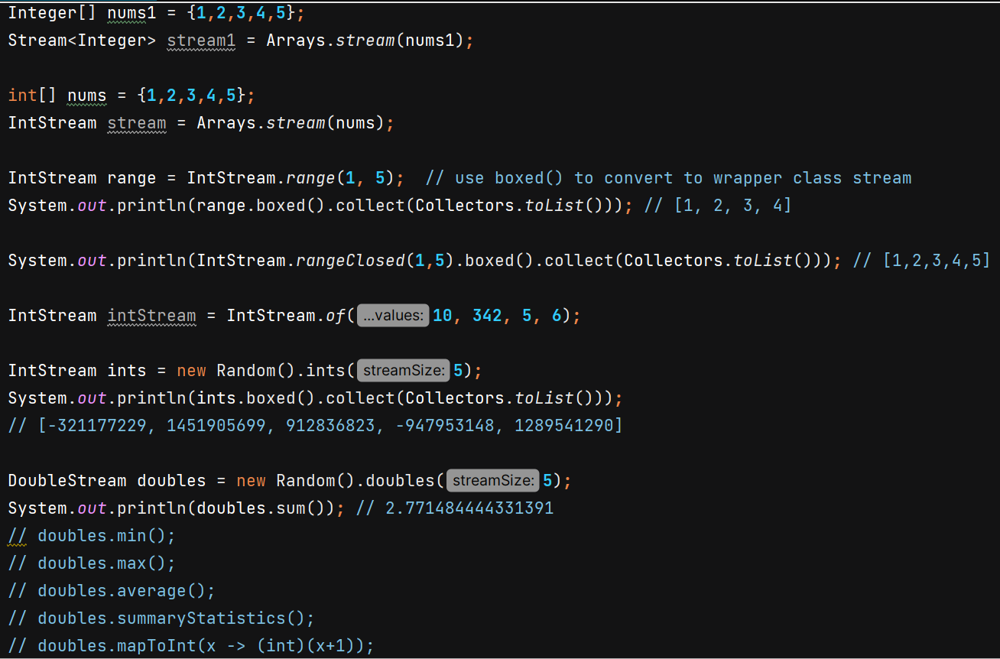 Integer[] nums1 = {1,2,3,4,5};
Stream<Integer> stream1 = Arrays.stream(nums1);
int[] nums = {1,2,3,4,5};
IntStream stream = Arrays.stream(nums);
IntStream range = IntStream.range(1, 5);  // use boxed() to convert to wrapper class stream
System.out.println(range.boxed().collect(Collectors.toList())); // [1, 2, 3, 4]
System.out.println(IntStream.rangeClosed(1,5).boxed().collect(Collectors.toList())); // [1,2,3,4,5]
IntStream intStream = IntStream.of( ...values: 10, 342, 5, 6);
IntStream ints = new Random().ints( streamSize: 5);
System.out.println(ints.boxed().collect(Collectors.toList()));
// [-321177229, 1451905699, 912836823, -947953148, 1289541290]
DoubleStream doubles = new Random().doubles( streamSize: 5);
System.out.println(doubles.sum()); // 2.771484444331391
// doubles.min();
// doubles.max();
// doubles.average();
// doubles.summaryStatistics();
// doubles.mapToInt(x -> (int)(x+1));